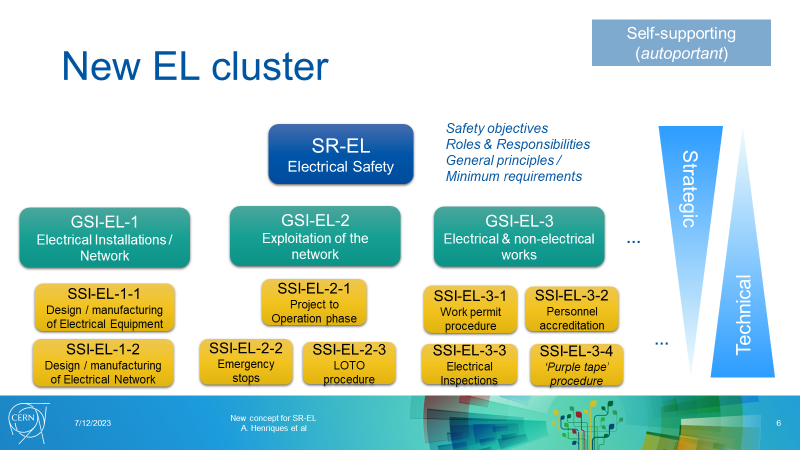 Self-supporting
(autoportant)
New EL cluster
SR-EL
Electrical Safety
Safety objectives
Roles & Responsibilities
General principles /
Minimum requirements
Strategic
Technical
GSI-EL-1
Electrical Installations /
Network
GSI-EL-2
Exploitation of the
network
GSI-EL-3
Electrical & non-electrical
works
...
SSI-EL-1-1
Design / manufacturing
of Electrical Equipment
SSI-EL-1-2
Design / manufacturing
of Electrical Network
SSI-EL-2-1
Project to
Operation phase
SSI-EL-2-2
Emergency
stops
SSI-EL-2-3
LOTO
procedure
SSI-EL-3-1
Work permit
procedure
SSI-EL-3-2
Personnel
accreditation
SSI-EL-3-3
Electrical
Inspections
SSI-EL-3-4
‘Purple tape’
procedure
...
CERN
7/12/2023
New concept for SR-EL
A. Henriques et al
6